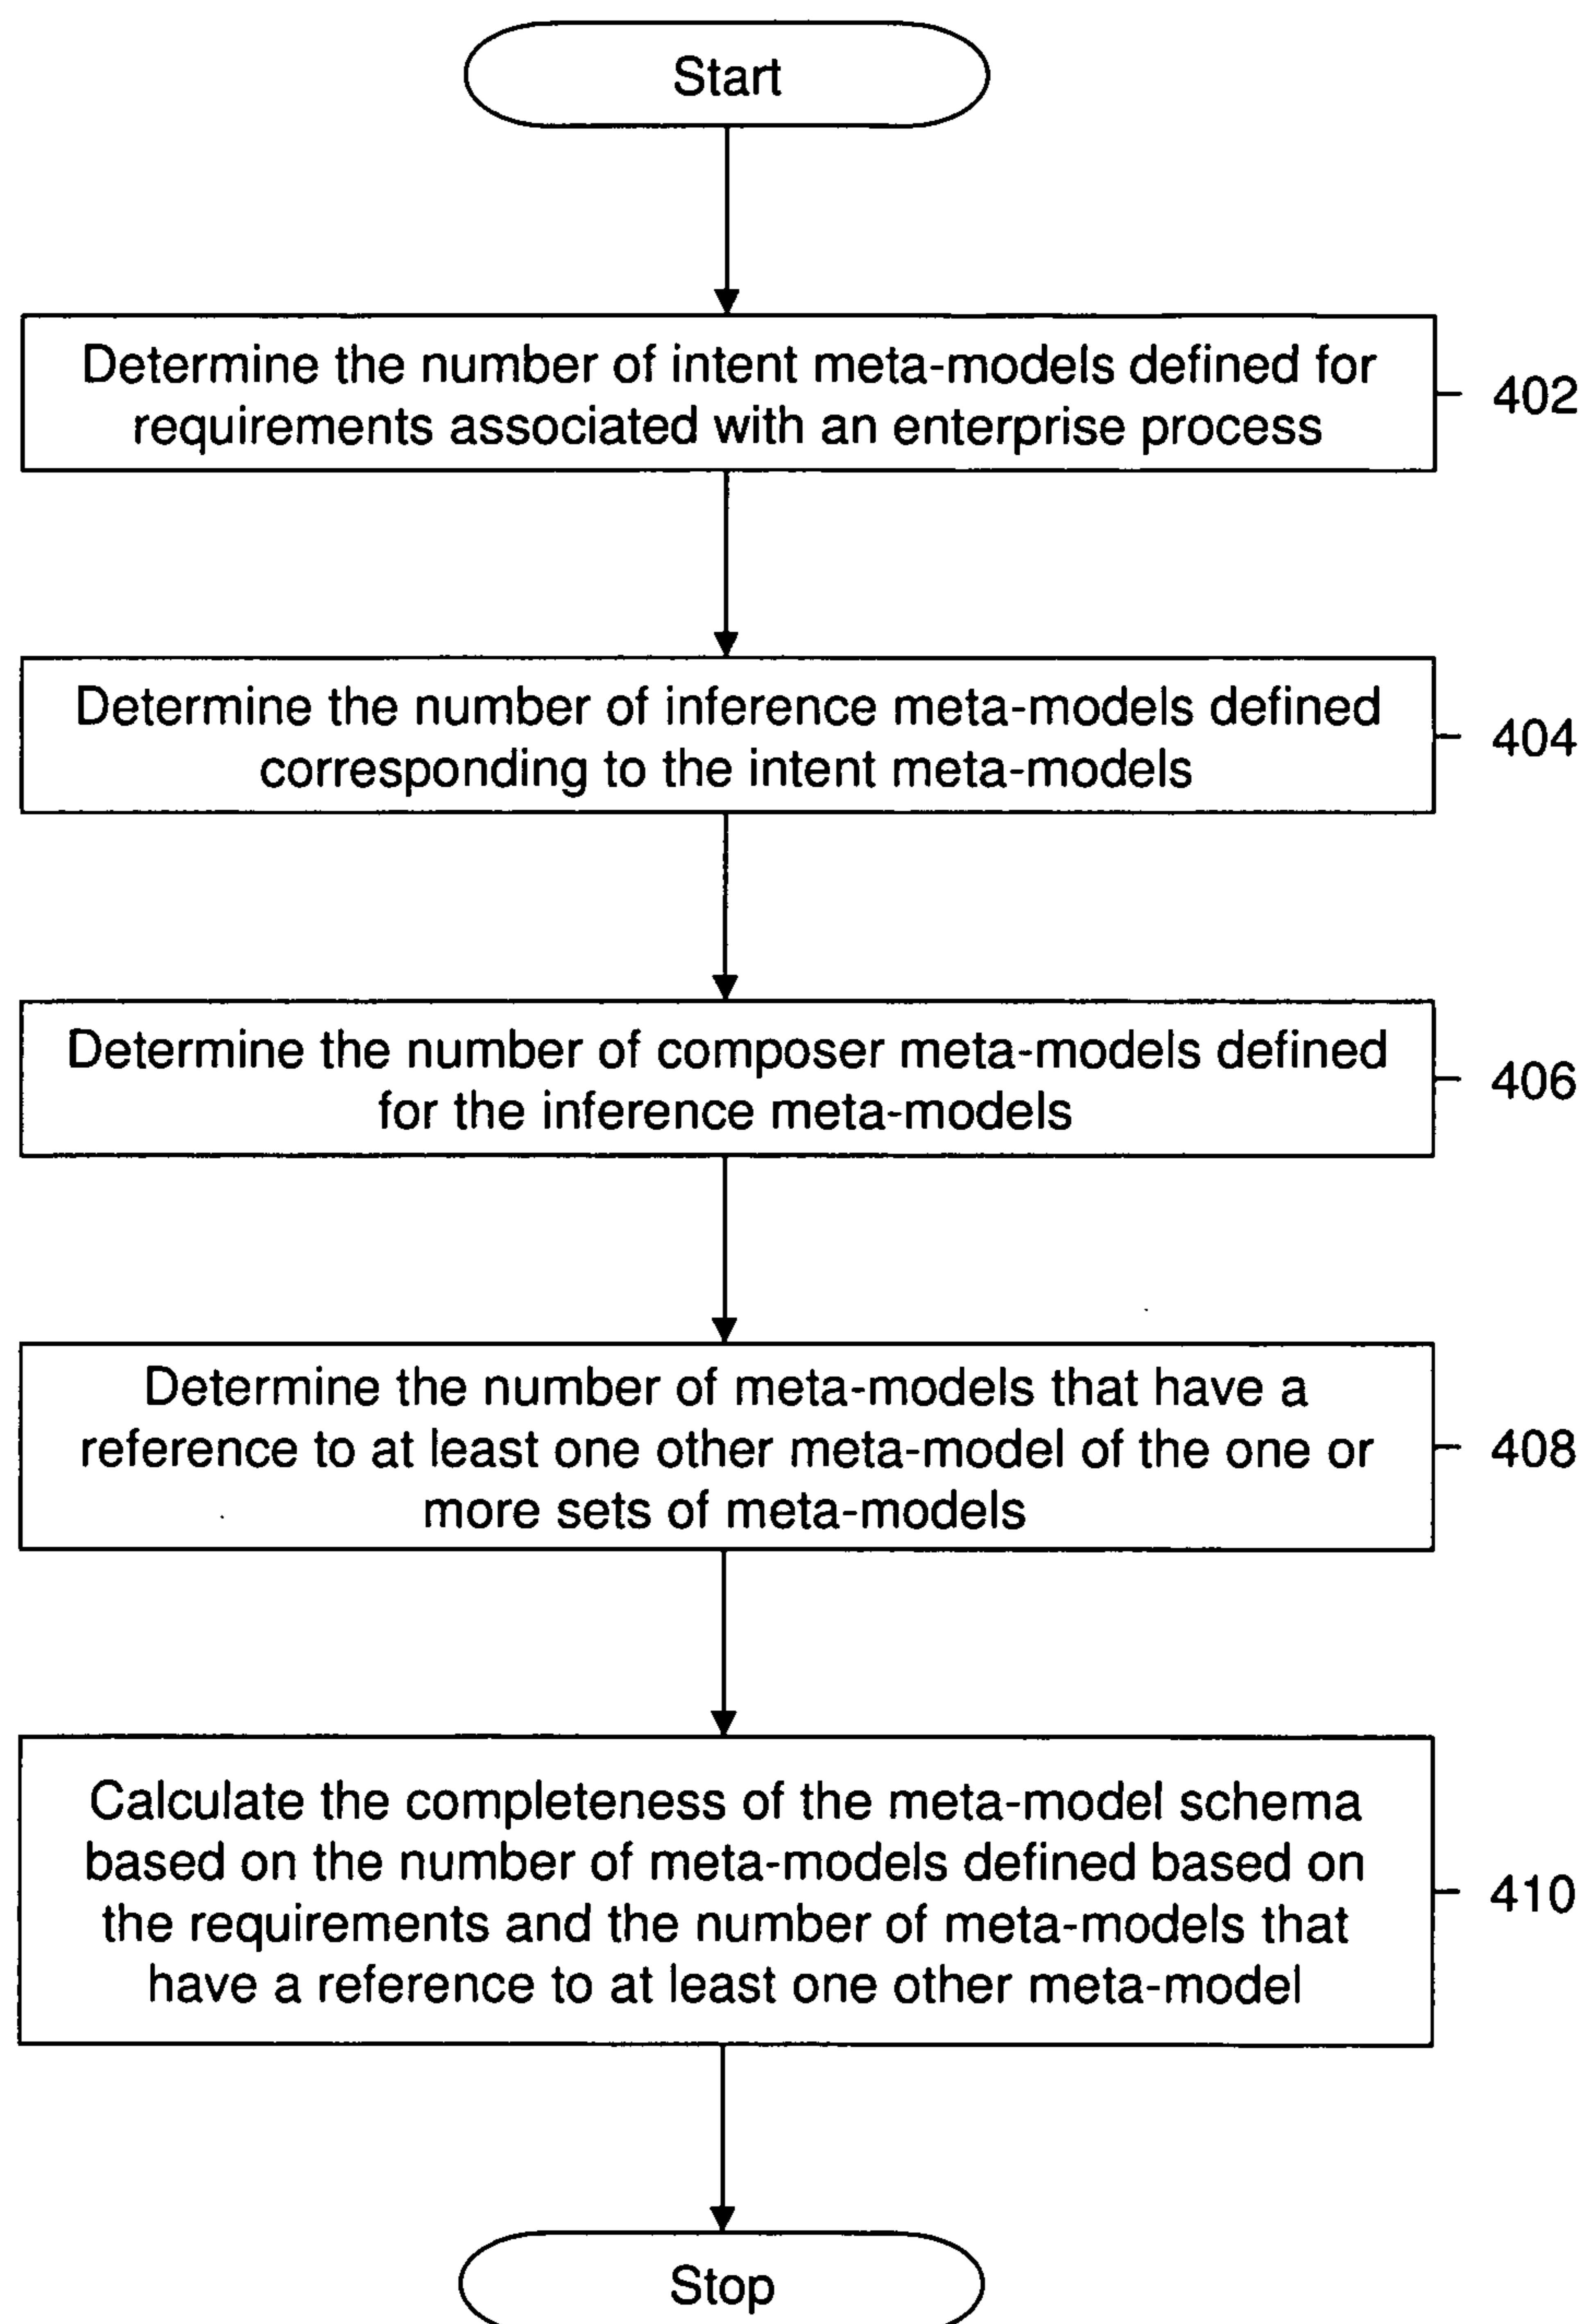 Start
Determine the number of intent meta-models defined for
requirements associated with an enterprise process
402
Determine the number of inference meta-models defined
corresponding to the intent meta-models
404
Determine the number of composer meta-models defined
for the inference meta-models
406
Determine the number of meta-models that have a
reference to at least one other meta-model of the one or
more sets of meta-models
408
Calculate the completeness of the meta-model schema
based on the number of meta-models defined based on
the requirements and the number of meta-models that
have a reference to at least one other meta-model
410
Stop